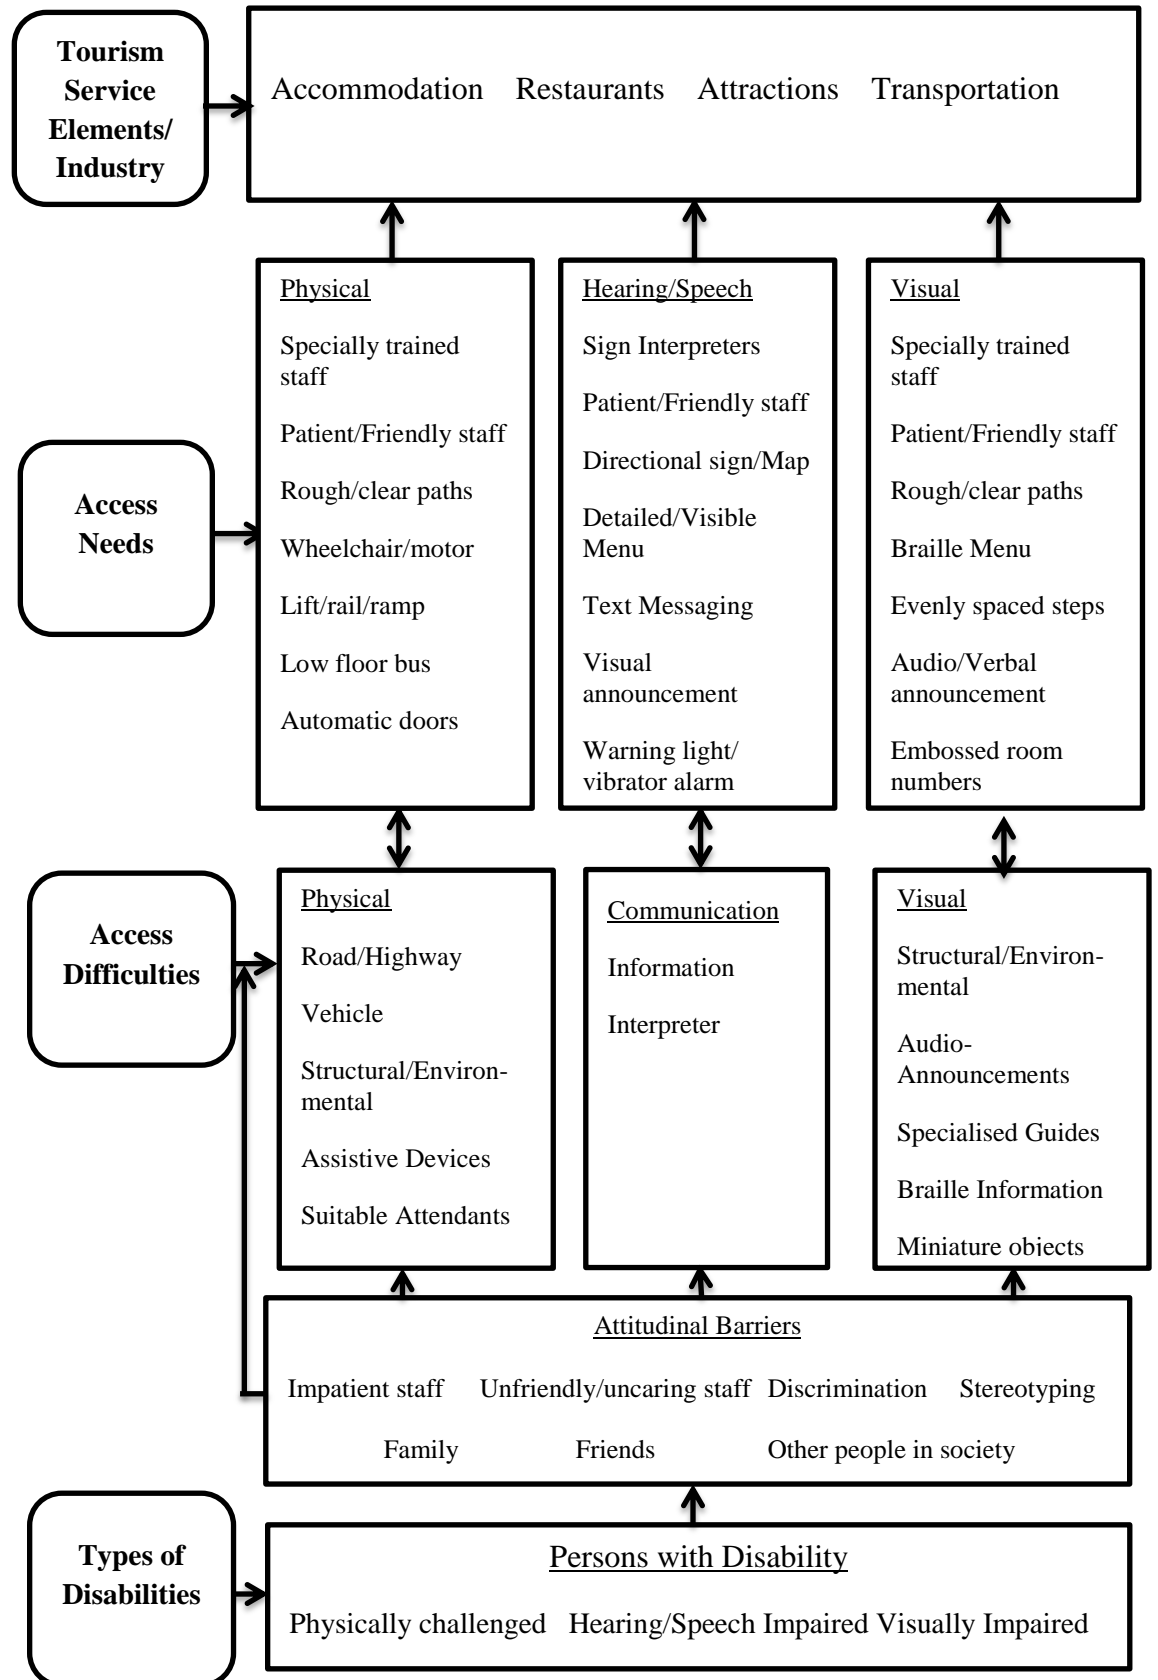 Tourism
Service
Elements/
Industry
Accommodation Restaurants Attractions Transportation
Access
Needs
Physical
Specially trained
staff
Patient/Friendly staff
Rough/clear paths
Wheelchair/motor
Lift/rail/ramp
Low floor bus
Automatic doors
Hearing/Speech
Sign Interpreters
Patient/Friendly staff
Directional sign/Map
Detailed/Visible
Menu
Text Messaging
Visual
announcement
Warning light/
vibrator alarm
Visual
Specially trained
staff
Patient/Friendly staff
Rough/clear paths
Braille Menu
Evenly spaced steps
Audio/Verbal
announcement
Embossed room
numbers
Access
Difficulties
Physical
Road/Highway
Vehicle
Structural/Environ-
mental
Assistive Devices
Suitable Attendants
Communication
Information
Interpreter
Visual
Structural/Environ-
mental
Audio-
Announcements
Specialised Guides
Braille Information
Miniature objects
Attitudinal Barriers
Impatient staff Unfriendly/uncaring staff Discrimination Stereotyping
Family Friends Other people in society
Types of
Disabilities
Persons with Disability
Physically challenged Hearing/Speech Impaired Visually Impaired